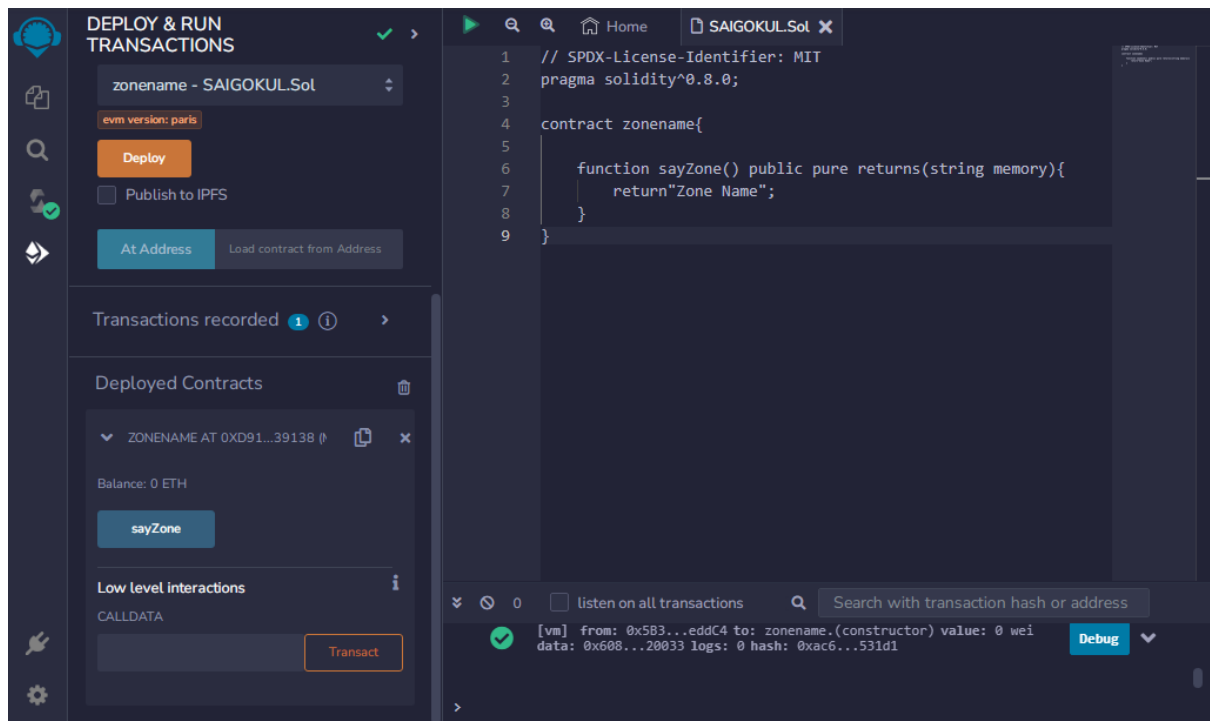 DEPLOY & RUN
TRANSACTIONS
zonename - SAIGOKUL.Sol
evm version: paris
Deploy
Publish to IPFS
At Address
Load contract from Address
Transactions recorded 1 i
Deployed Contracts
ZONENAME AT 0XD91...39138 (
Balance: 0 ETH
sayZone
Low level interactions
i
CALLDATA
Transact
Home
SAIGOKUL.Sol
1 // SPDX-License-Identifier: MIT
2 pragma solidity^0.8.0;
3
4 contract zonename{
5
6 function sayZone() public pure returns(string memory){
7 return"Zone Name";
8 }
9 }
0
listen on all transactions
Search with transaction hash or address
[vm] from: 0x5B3...eddC4 to: zonename.(constructor) value: 0 wei
data: 0x608...20033 logs: 0 hash: 0xac6...531d1
Debug
>